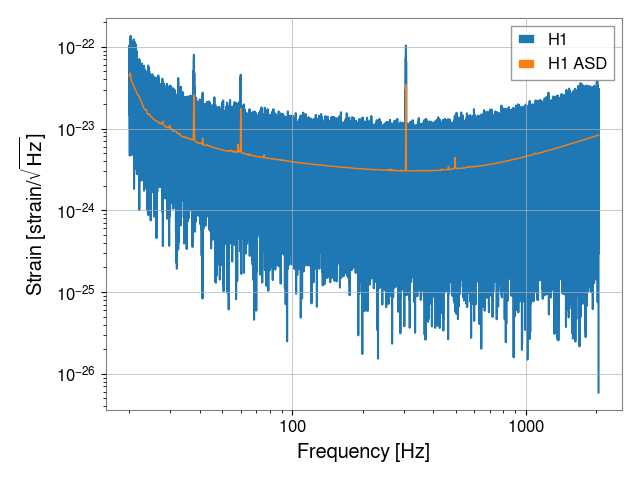 H1
H1 ASD
Strain [strain/√Hz]
10⁻²²
10⁻²³
10⁻²⁴
10⁻²⁵
10⁻²⁶
100
1000
Frequency [Hz]